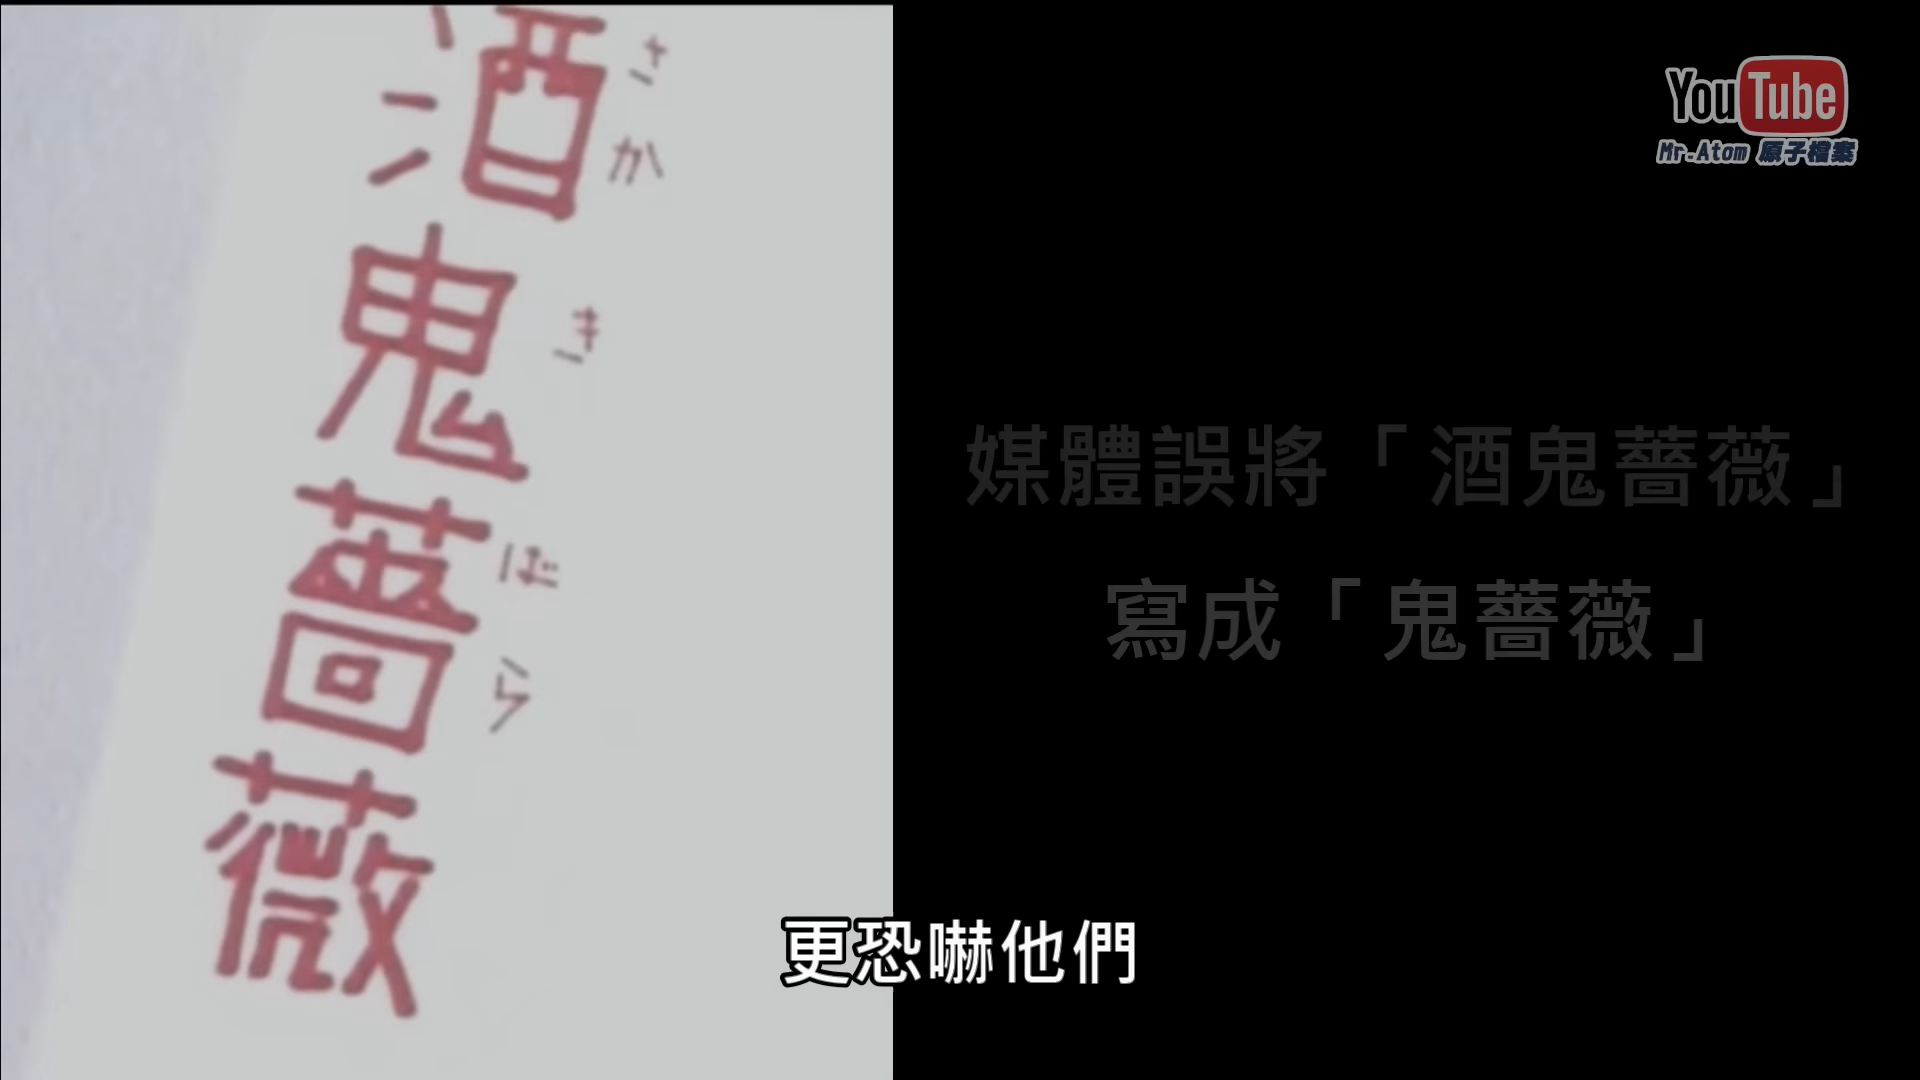 酒鬼薔薇
さか
き
ばら
YouTube
Mr.Atom 原子檔案
媒體誤將「酒鬼薔薇」
寫成「鬼薔薇」
更恐嚇他們